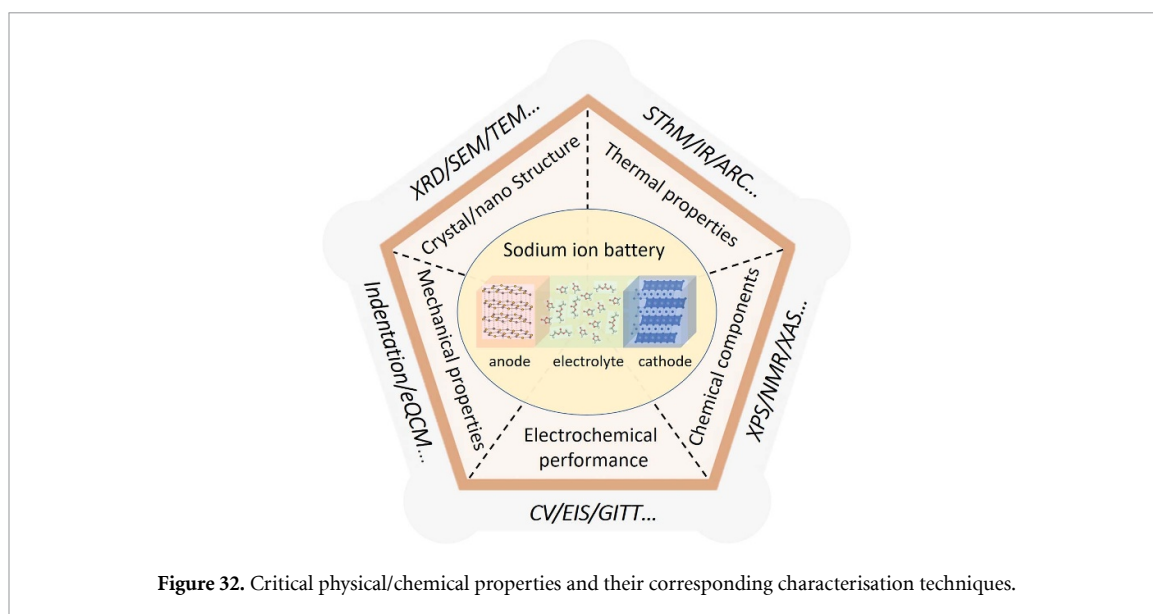 XRD/SEM/TEM...
SThM/IR/ARC...
Crystal/nano Structure
Thermal properties
Sodium ion battery
anode
electrolyte
cathode
Mechanical properties
Chemical components
Indentation/eQCM...
XPS/NMR/XAS...
Electrochemical
performance
CV/EIS/GITT...
Figure 32. Critical physical/chemical properties and their corresponding characterisation techniques.